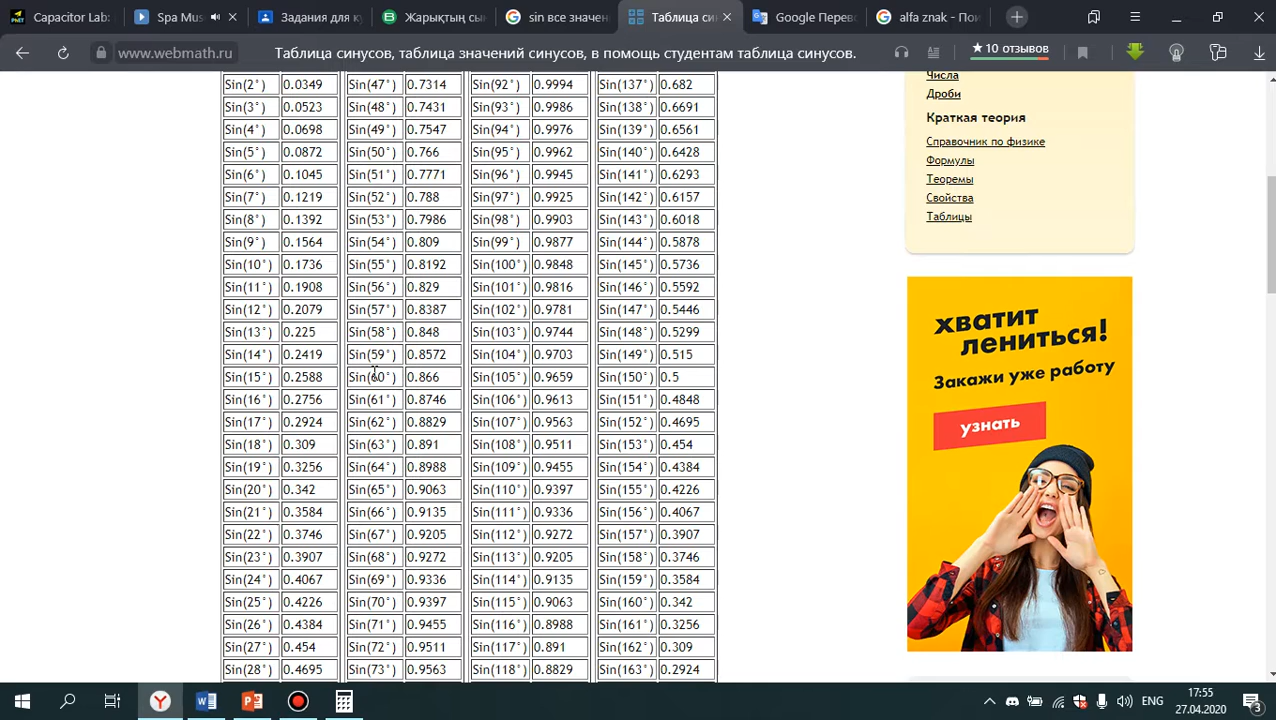 Capacitor Lab:
Spa Mus
Задания для ку
Жарықтың сын
sin все значен
Таблица син
Google Перево
alfa znak – Пои
www.webmath.ru
Таблица синусов, таблица значений синусов, в помощь студентам таблица синусов.
★ 10 отзывов
Sin(2°) 0.0349 Sin(47°) 0.7314 Sin(92°) 0.9994 Sin(137°) 0.682
Sin(3°) 0.0523 Sin(48°) 0.7431 Sin(93°) 0.9986 Sin(138°) 0.6691
Sin(4°) 0.0698 Sin(49°) 0.7547 Sin(94°) 0.9976 Sin(139°) 0.6561
Sin(5°) 0.0872 Sin(50°) 0.766 Sin(95°) 0.9962 Sin(140°) 0.6428
Sin(6°) 0.1045 Sin(51°) 0.7771 Sin(96°) 0.9945 Sin(141°) 0.6293
Sin(7°) 0.1219 Sin(52°) 0.788 Sin(97°) 0.9925 Sin(142°) 0.6157
Sin(8°) 0.1392 Sin(53°) 0.7986 Sin(98°) 0.9903 Sin(143°) 0.6018
Sin(9°) 0.1564 Sin(54°) 0.809 Sin(99°) 0.9877 Sin(144°) 0.5878
Sin(10°) 0.1736 Sin(55°) 0.8192 Sin(100°) 0.9848 Sin(145°) 0.5736
Sin(11°) 0.1908 Sin(56°) 0.829 Sin(101°) 0.9816 Sin(146°) 0.5592
Sin(12°) 0.2079 Sin(57°) 0.8387 Sin(102°) 0.9781 Sin(147°) 0.5446
Sin(13°) 0.225 Sin(58°) 0.848 Sin(103°) 0.9744 Sin(148°) 0.5299
Sin(14°) 0.2419 Sin(59°) 0.8572 Sin(104°) 0.9703 Sin(149°) 0.515
Sin(15°) 0.2588 Sin(60°) 0.866 Sin(105°) 0.9659 Sin(150°) 0.5
Sin(16°) 0.2756 Sin(61°) 0.8746 Sin(106°) 0.9613 Sin(151°) 0.4848
Sin(17°) 0.2924 Sin(62°) 0.8829 Sin(107°) 0.9563 Sin(152°) 0.4695
Sin(18°) 0.309 Sin(63°) 0.891 Sin(108°) 0.9511 Sin(153°) 0.454
Sin(19°) 0.3256 Sin(64°) 0.8988 Sin(109°) 0.9455 Sin(154°) 0.4384
Sin(20°) 0.342 Sin(65°) 0.9063 Sin(110°) 0.9397 Sin(155°) 0.4226
Sin(21°) 0.3584 Sin(66°) 0.9135 Sin(111°) 0.9336 Sin(156°) 0.4067
Sin(22°) 0.3746 Sin(67°) 0.9205 Sin(112°) 0.9272 Sin(157°) 0.3907
Sin(23°) 0.3907 Sin(68°) 0.9272 Sin(113°) 0.9205 Sin(158°) 0.3746
Sin(24°) 0.4067 Sin(69°) 0.9336 Sin(114°) 0.9135 Sin(159°) 0.3584
Sin(25°) 0.4226 Sin(70°) 0.9397 Sin(115°) 0.9063 Sin(160°) 0.342
Sin(26°) 0.4384 Sin(71°) 0.9455 Sin(116°) 0.8988 Sin(161°) 0.3256
Sin(27°) 0.454 Sin(72°) 0.9511 Sin(117°) 0.891 Sin(162°) 0.309
Sin(28°) 0.4695 Sin(73°) 0.9563 Sin(118°) 0.8829 Sin(163°) 0.2924
Числа
Дроби
Краткая теория
Справочник по физике
Формулы
Теоремы
Свойства
Таблицы
хватит
лениться!
Закажи уже работу
узнать
ENG
17:55
27.04.2020
3